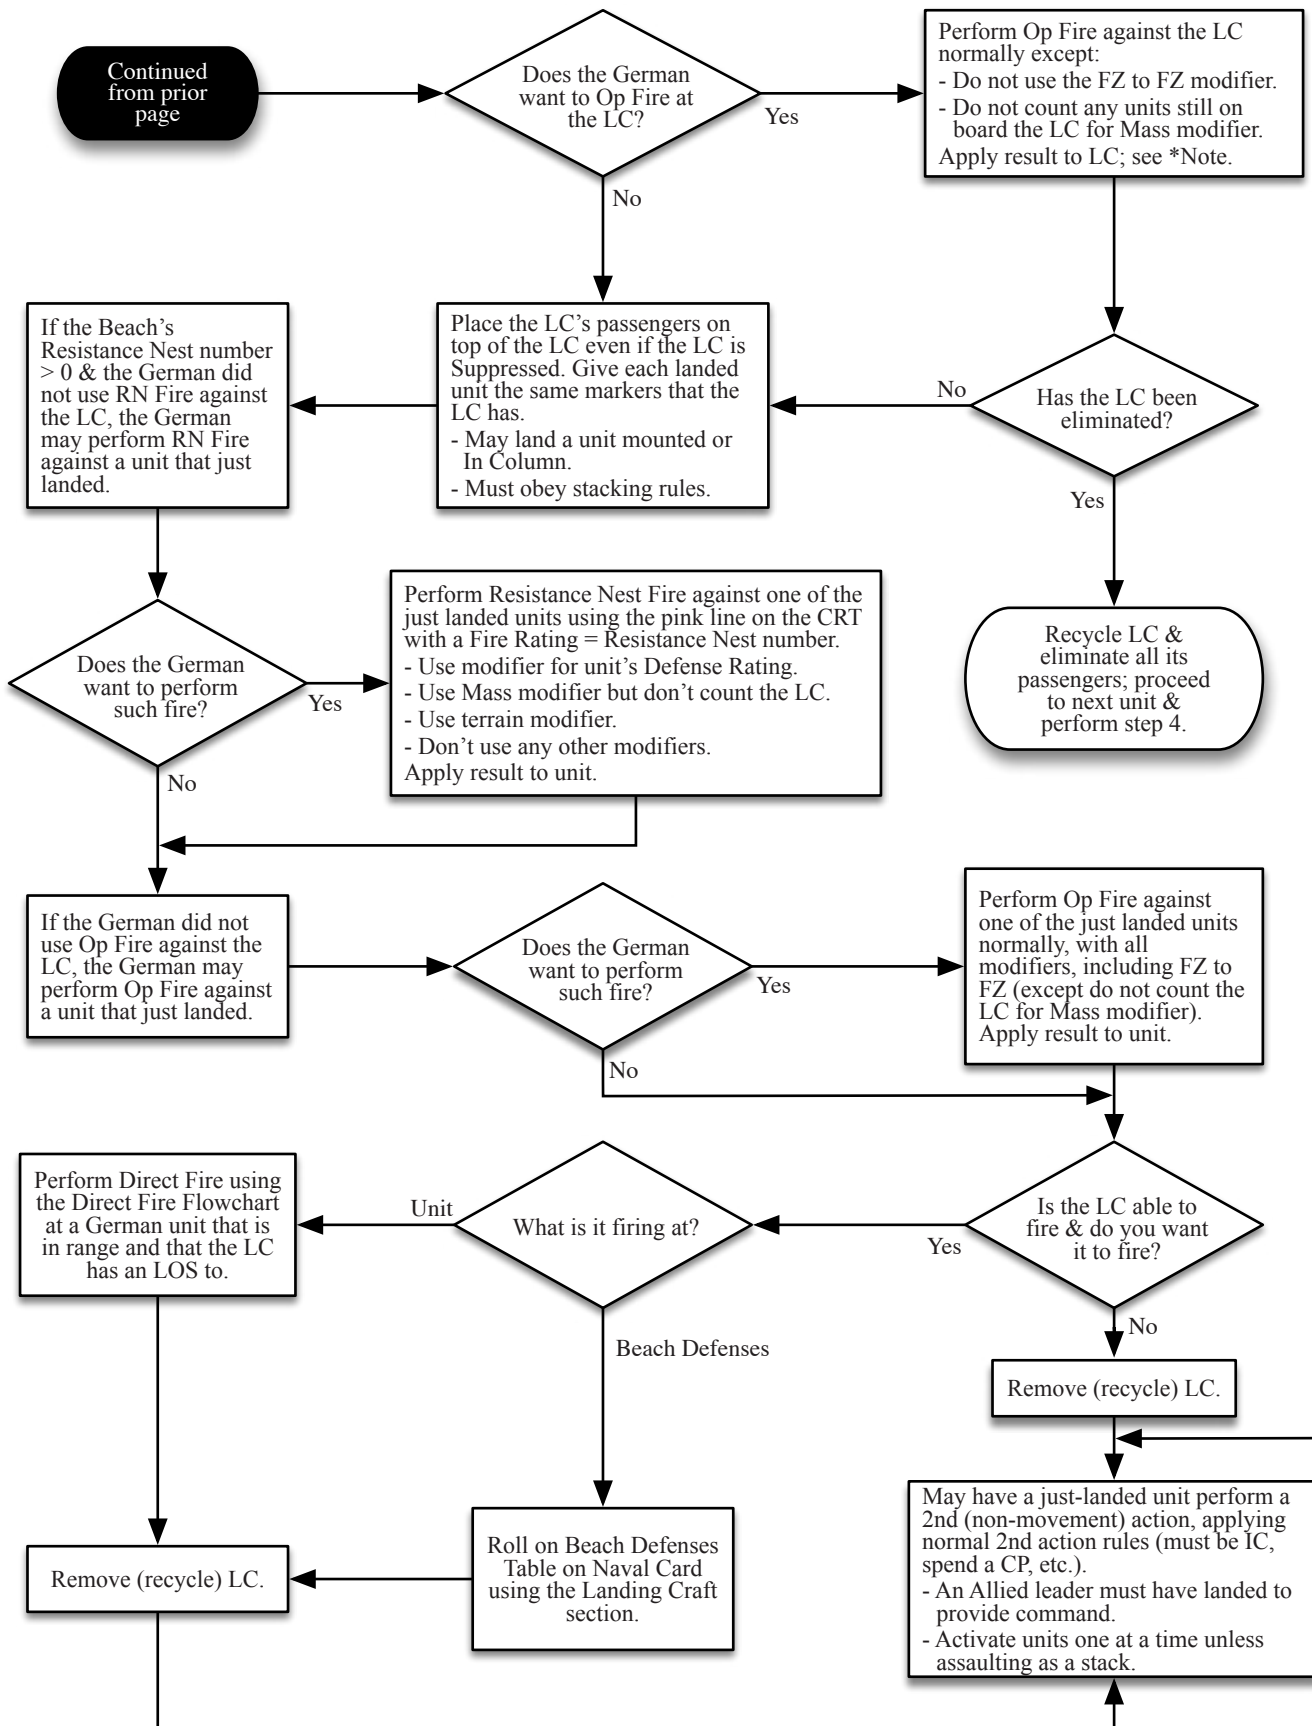 Continued
from prior
page
Does the German
want to Op Fire at
the LC?
Yes
No
Perform Op Fire against the LC
normally except:
- Do not use the FZ to FZ modifier.
- Do not count any units still on
board the LC for Mass modifier.
Apply result to LC; see *Note.
If the Beach's
Resistance Nest number
> 0 & the German did
not use RN Fire against
the LC, the German
may perform RN Fire
against a unit that just
landed.
Place the LC's passengers on
top of the LC even if the LC is
Suppressed. Give each landed
unit the same markers that the
LC has.
- May land a unit mounted or
In Column.
- Must obey stacking rules.
No
Has the LC been
eliminated?
Yes
Recycle LC &
eliminate all its
passengers; proceed
to next unit &
perform step 4.
Does the German
want to perform
such fire?
Yes
No
Perform Resistance Nest Fire against one of the
just landed units using the pink line on the CRT
with a Fire Rating = Resistance Nest number.
- Use modifier for unit's Defense Rating.
- Use Mass modifier but don't count the LC.
- Use terrain modifier.
- Don't use any other modifiers.
Apply result to unit.
If the German did not
use Op Fire against the
LC, the German may
perform Op Fire against
a unit that just landed.
Does the German
want to perform
such fire?
Yes
No
Perform Op Fire against
one of the just landed units
normally, with all
modifiers, including FZ to
FZ (except do not count the
LC for Mass modifier).
Apply result to unit.
Perform Direct Fire using
the Direct Fire Flowchart
at a German unit that is
in range and that the LC
has an LOS to.
Unit
What is it firing at?
Beach Defenses
Yes
Is the LC able to
fire & do you want
it to fire?
No
Remove (recycle) LC.
Remove (recycle) LC.
Roll on Beach Defenses
Table on Naval Card
using the Landing Craft
section.
May have a just-landed unit perform a
2nd (non-movement) action, applying
normal 2nd action rules (must be IC,
spend a CP, etc.).
- An Allied leader must have landed to
provide command.
- Activate units one at a time unless
assaulting as a stack.